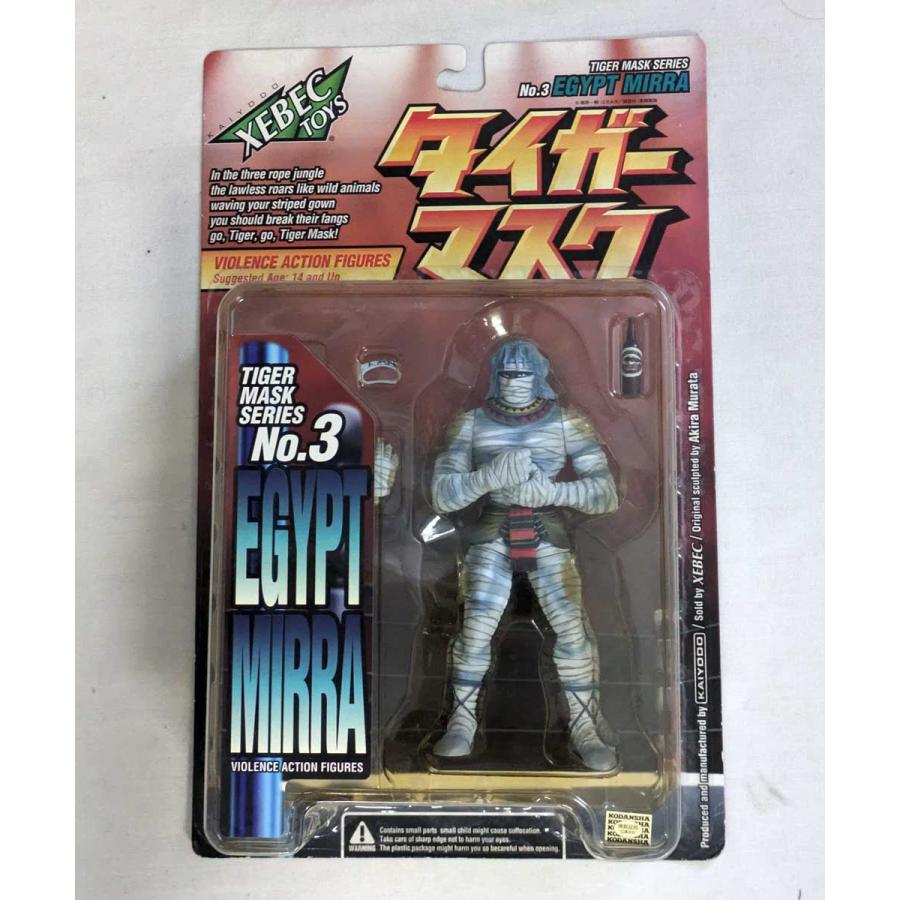 KAIYODO
XEBEC
TOYS
TIGER MASK SERIES
No.3 EGYPT MIRRA
タイガー
マスク
In the three rope jungle
the lawless roars like wild animals
waving your striped gown
you should break their fangs
go, Tiger, go, Tiger Mask!
VIOLENCE ACTION FIGURES
Suggested Age: 14 and Up
TIGER
MASK
SERIES
No.3
EGYPT
MIRRA
VIOLENCE ACTION FIGURES
Produced and manufactured by KAIYODO / Sold by XEBEC / Original sculpted by Akira Murata
WARNING
Contains small parts small child might cause suffocation.
Take care of sharp edge not to harm your eyes.
The plastic package might harm you so becareful when opening.
KODANSHA
KODANSHA